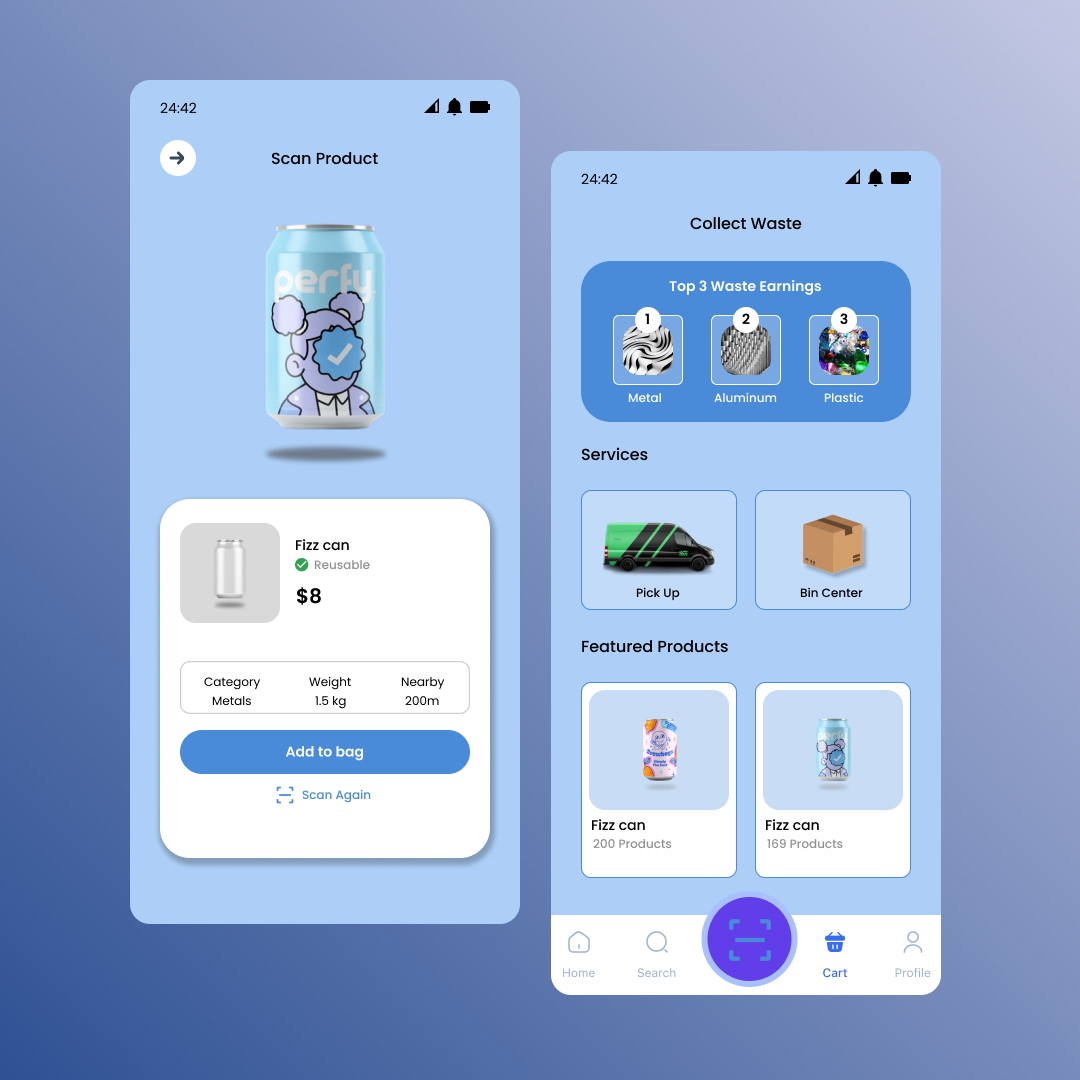 24:42
Scan Product
perfy
Fizz can
Reusable
$8
Category Weight Nearby
Metals 1.5 kg 200m
Add to bag
Scan Again
24:42
Collect Waste
Top 3 Waste Earnings
1 2 3
Metal Aluminum Plastic
Services
Pick Up Bin Center
Featured Products
perfy
Fizz can Fizz can
200 Products 169 Products
Home Search Cart Profile